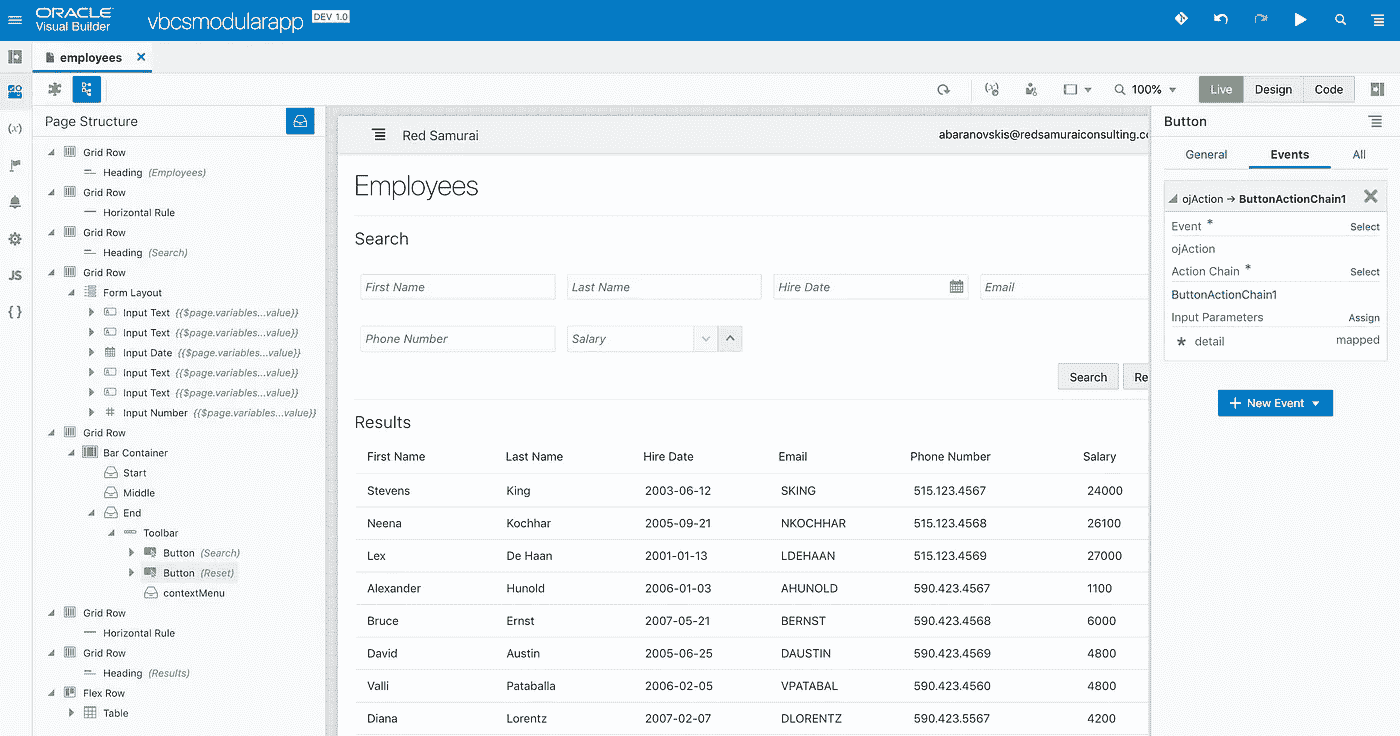 ORACLE
Visual Builder
vbcsmodularapp DEV 1.0
employees
100%
Live Design Code
Page Structure
Grid Row
Heading (Employees)
Grid Row
Horizontal Rule
Grid Row
Heading (Search)
Grid Row
Form Layout
Input Text {{$page.variables...value}}
Input Text {{$page.variables...value}}
Input Date {{$page.variables...value}}
Input Text {{$page.variables...value}}
Input Text {{$page.variables...value}}
Input Number {{$page.variables...value}}
Grid Row
Bar Container
Start
Middle
End
Toolbar
Button (Search)
Button (Reset)
contextMenu
Grid Row
Horizontal Rule
Grid Row
Heading (Results)
Flex Row
Table
(x)
JS
{ }
Red Samurai abaranovskis@redsamuraiconsulting.co
Employees
Search
First Name Last Name Hire Date Email
Phone Number Salary
Search Re
Results
First Name Last Name Hire Date Email Phone Number Salary
Stevens King 2003-06-12 SKING 515.123.4567 24000
Neena Kochhar 2005-09-21 NKOCHHAR 515.123.4568 26100
Lex De Haan 2001-01-13 LDEHAAN 515.123.4569 27000
Alexander Hunold 2006-01-03 AHUNOLD 590.423.4567 1100
Bruce Ernst 2007-05-21 BERNST 590.423.4568 6000
David Austin 2005-06-25 DAUSTIN 590.423.4569 4800
Valli Pataballa 2006-02-05 VPATABAL 590.423.4560 4800
Diana Lorentz 2007-02-07 DLORENTZ 590.423.5567 4200
Button
General Events All
ojAction → ButtonActionChain1
Event * Select
ojAction
Action Chain * Select
ButtonActionChain1
Input Parameters Assign
* detail mapped
+ New Event